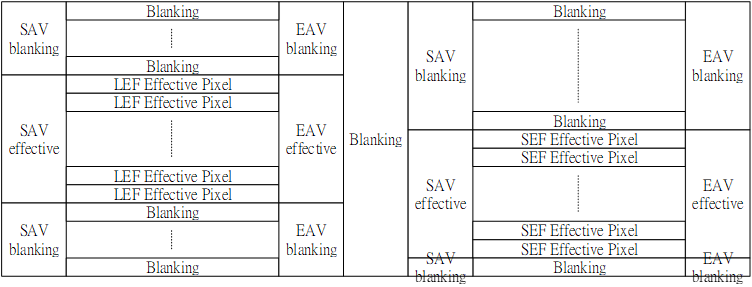 Blanking
SAV
blanking
EAV
blanking
Blanking
LEF Effective Pixel
LEF Effective Pixel
SAV
effective
EAV
effective
LEF Effective Pixel
LEF Effective Pixel
Blanking
SAV
blanking
EAV
blanking
Blanking
Blanking
Blanking
SAV
blanking
EAV
blanking
Blanking
SEF Effective Pixel
SEF Effective Pixel
SAV
effective
EAV
effective
SEF Effective Pixel
SEF Effective Pixel
SAV
blanking
Blanking
EAV
blanking